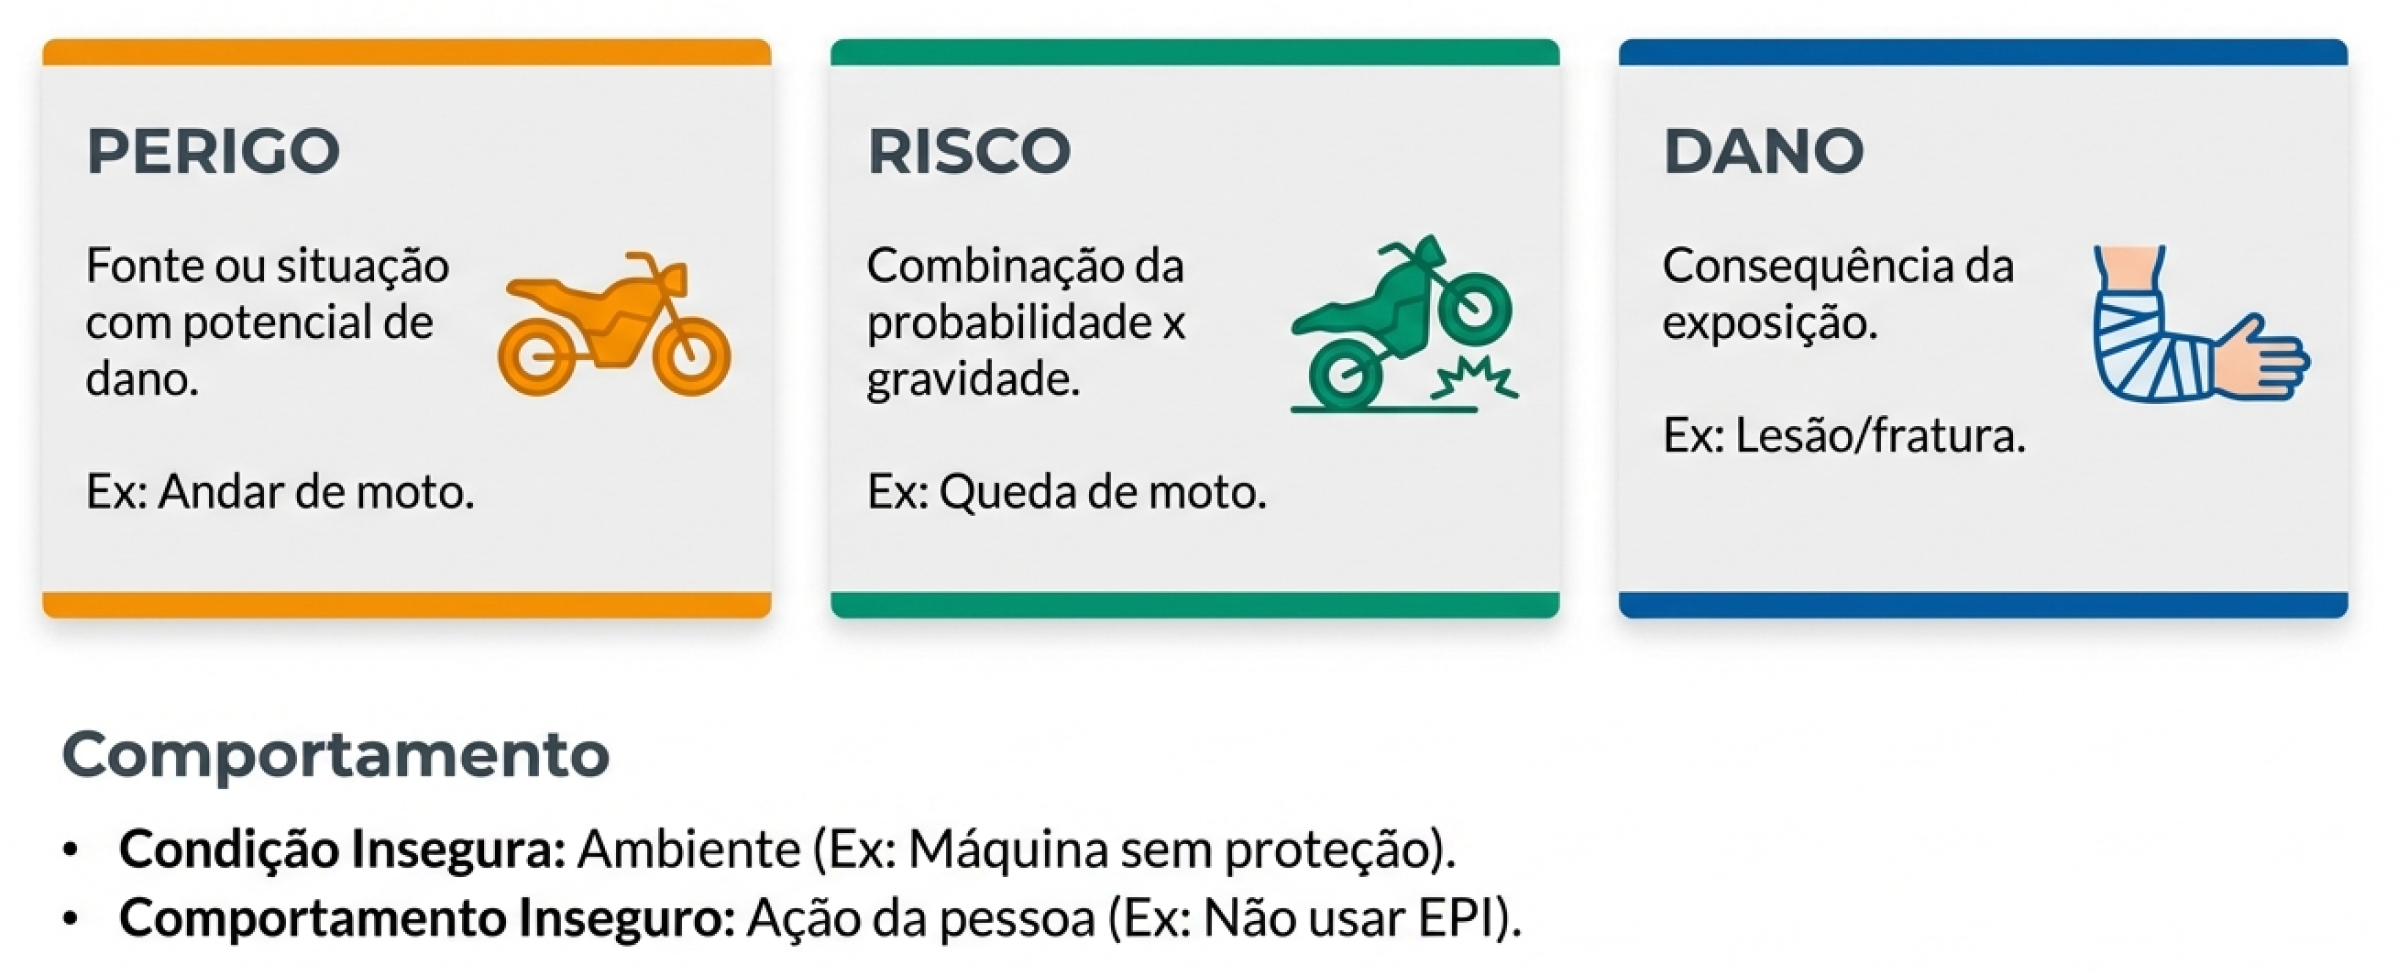 PERIGO
Fonte ou situação
com potencial de
dano.
Ex: Andar de moto.
RISCO
Combinação da
probabilidade x
gravidade.
Ex: Queda de moto.
DANO
Consequência da
exposição.
Ex: Lesão/fratura.
Comportamento
• Condição Insegura: Ambiente (Ex: Máquina sem proteção).
• Comportamento Inseguro: Ação da pessoa (Ex: Não usar EPI).